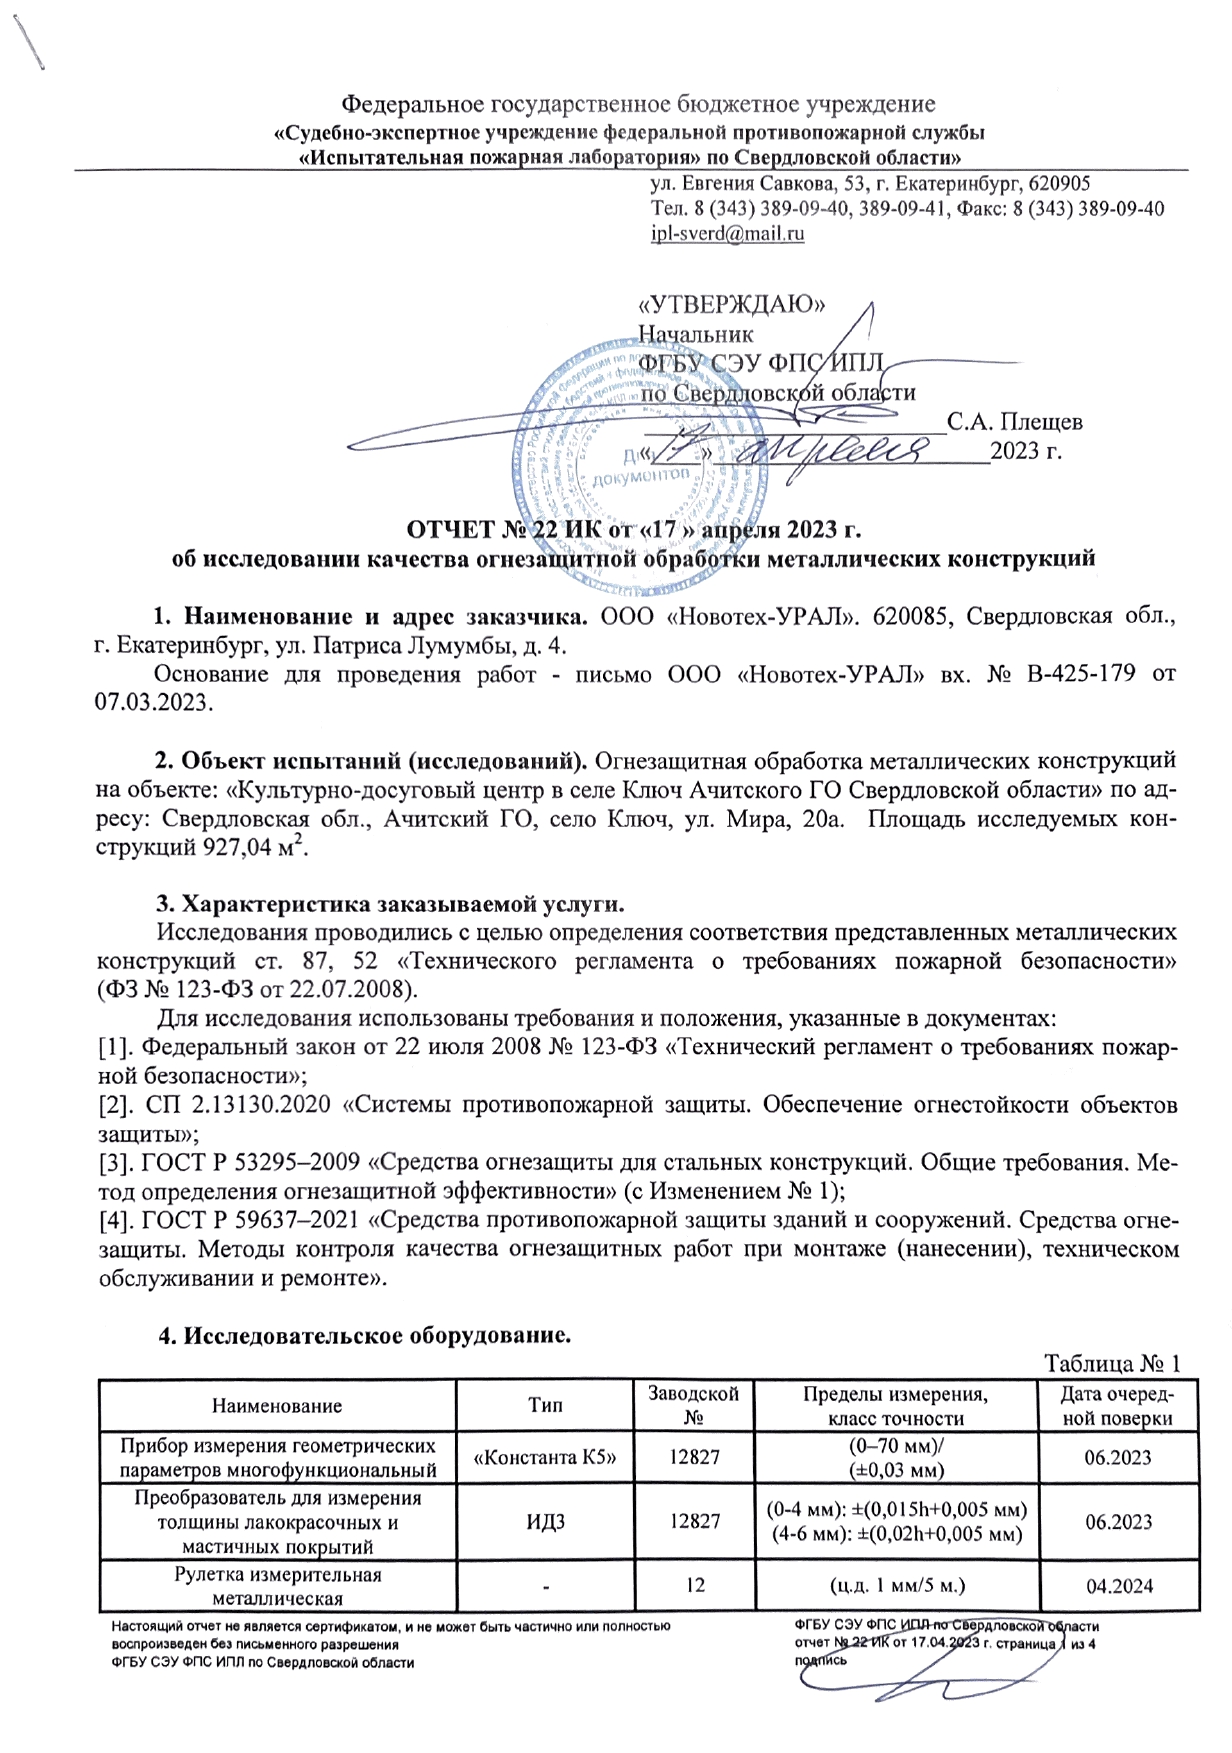 Федеральное государственное бюджетное учреждение
«Судебно-экспертное учреждение федеральной противопожарной службы
«Испытательная пожарная лаборатория» по Свердловской области»
ул. Евгения Савкова, 53, г. Екатеринбург, 620905
Тел. 8 (343) 389-09-40, 389-09-41, Факс: 8 (343) 389-09-40
ipl-sverd@mail.ru
«УТВЕРЖДАЮ»
Начальник
ФГБУ СЭУ ФПС ИПЛ
по Свердловской области
С.А. Плещев
«17» апреля 2023 г.
Для
документов
ОТЧЕТ № 22 ИК от «17 » апреля 2023 г.
об исследовании качества огнезащитной обработки металлических конструкций
1. Наименование и адрес заказчика. ООО «Новотех-УРАЛ». 620085, Свердловская обл.,
г. Екатеринбург, ул. Патриса Лумумбы, д. 4.
Основание для проведения работ - письмо ООО «Новотех-УРАЛ» вх. № В-425-179 от
07.03.2023.
2. Объект испытаний (исследований). Огнезащитная обработка металлических конструкций
на объекте: «Культурно-досуговый центр в селе Ключ Ачитского ГО Свердловской области» по ад-
ресу: Свердловская обл., Ачитский ГО, село Ключ, ул. Мира, 20а. Площадь исследуемых кон-
струкций 927,04 м².
3. Характеристика заказываемой услуги.
Исследования проводились с целью определения соответствия представленных металлических
конструкций ст. 87, 52 «Технического регламента о требованиях пожарной безопасности»
(ФЗ № 123-ФЗ от 22.07.2008).
Для исследования использованы требования и положения, указанные в документах:
[1]. Федеральный закон от 22 июля 2008 № 123-ФЗ «Технический регламент о требованиях пожар-
ной безопасности»;
[2]. СП 2.13130.2020 «Системы противопожарной защиты. Обеспечение огнестойкости объектов
защиты»;
[3]. ГОСТ Р 53295–2009 «Средства огнезащиты для стальных конструкций. Общие требования. Ме-
тод определения огнезащитной эффективности» (с Изменением № 1);
[4]. ГОСТ Р 59637–2021 «Средства противопожарной защиты зданий и сооружений. Средства огне-
защиты. Методы контроля качества огнезащитных работ при монтаже (нанесении), техническом
обслуживании и ремонте».
4. Исследовательское оборудование.
Таблица № 1
Наименование Тип Заводской № Пределы измерения, класс точности Дата очеред-ной поверки
Прибор измерения геометрических параметров многофункциональный «Константа К5» 12827 (0–70 мм)/ (±0,03 мм) 06.2023
Преобразователь для измерения толщины лакокрасочных и мастичных покрытий ИД3 12827 (0-4 мм): ±(0,015h+0,005 мм) (4-6 мм): ±(0,02h+0,005 мм) 06.2023
Рулетка измерительная металлическая - 12 (ц.д. 1 мм/5 м.) 04.2024
Настоящий отчет не является сертификатом, и не может быть частично или полностью
воспроизведен без письменного разрешения
ФГБУ СЭУ ФПС ИПЛ по Свердловской области
ФГБУ СЭУ ФПС ИПЛ по Свердловской области
отчет № 22 ИК от 17.04.2023 г. страница 1 из 4
подпись